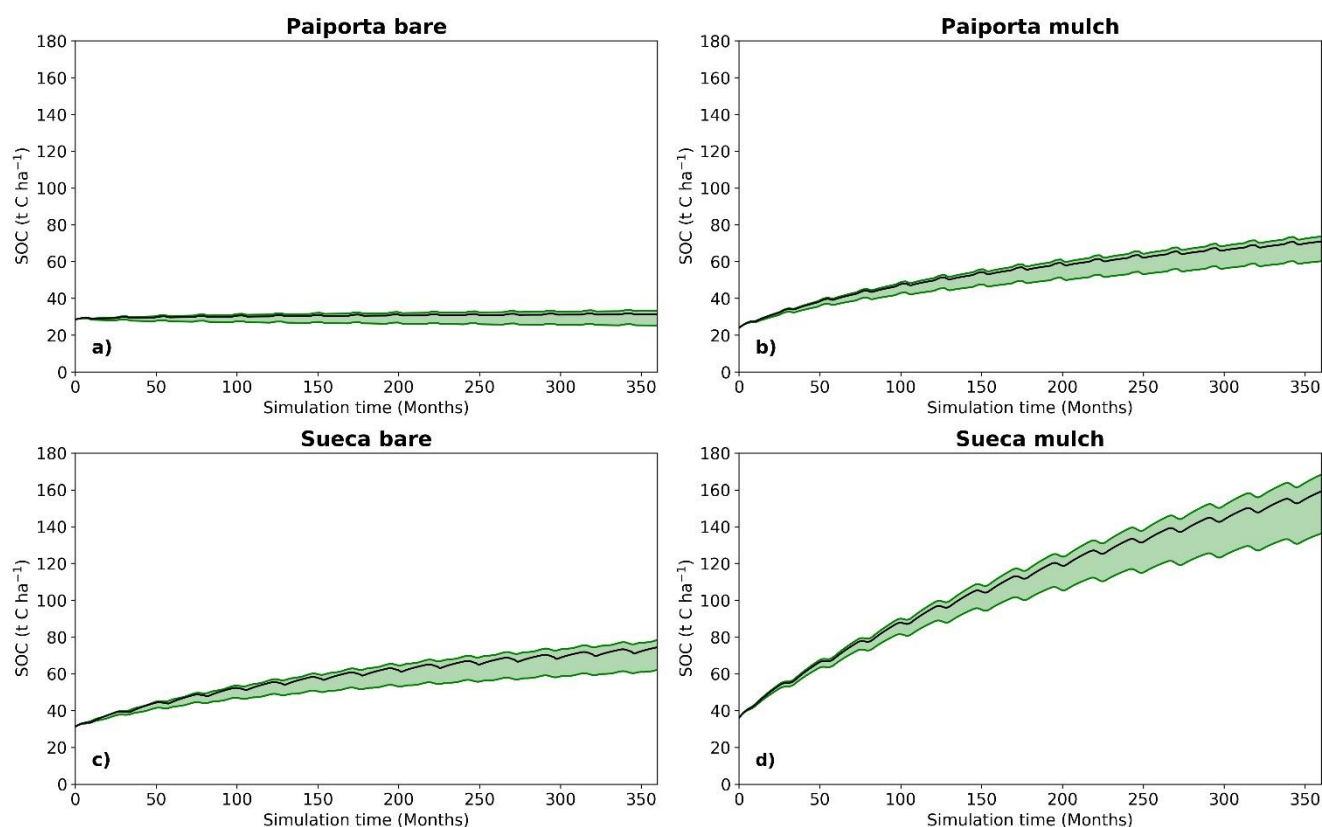 Paiporta bare
180
160
140
120
100
80
60
40
20
0
SOC (t C ha⁻¹)
a)
0 50 100 150 200 250 300 350
Simulation time (Months)
Paiporta mulch
180
160
140
120
100
80
60
40
20
0
SOC (t C ha⁻¹)
b)
0 50 100 150 200 250 300 350
Simulation time (Months)
Sueca bare
180
160
140
120
100
80
60
40
20
0
SOC (t C ha⁻¹)
c)
0 50 100 150 200 250 300 350
Simulation time (Months)
Sueca mulch
180
160
140
120
100
80
60
40
20
0
SOC (t C ha⁻¹)
d)
0 50 100 150 200 250 300 350
Simulation time (Months)